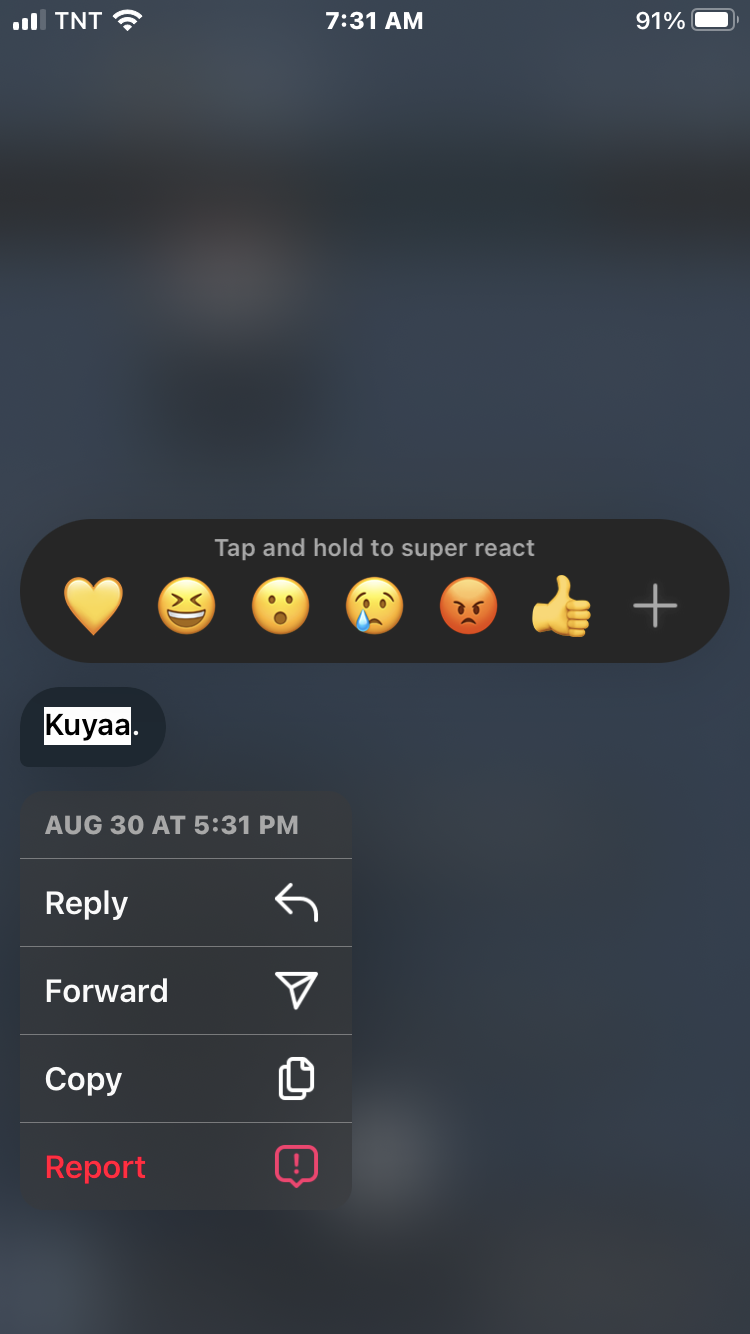 TNT 7:31 AM 91%
Tap and hold to super react
Kuyaa.
AUG 30 AT 5:31 PM
Reply
Forward
Copy
Report